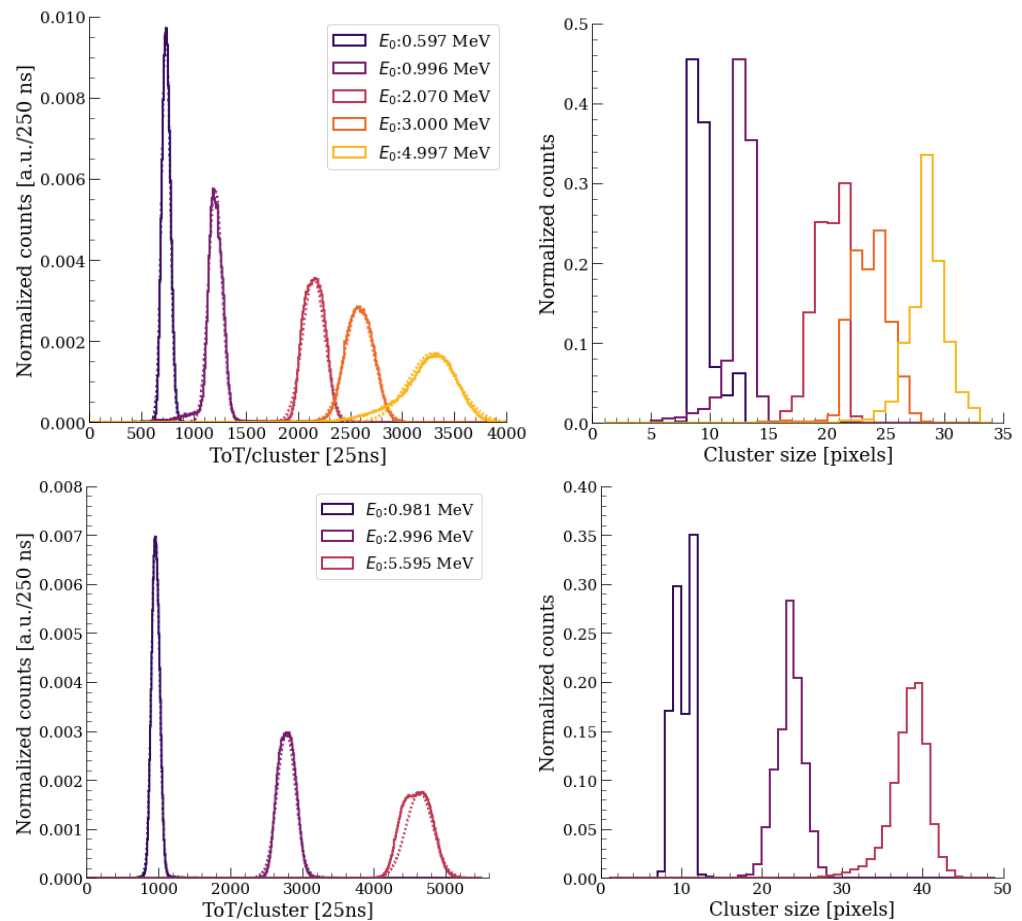 Normalized counts [a.u./250 ns]
0.010
0.008
0.006
0.004
0.002
0.000
0 500 1000 1500 2000 2500 3000 3500 4000
ToT/cluster [25ns]
E₀:0.597 MeV
E₀:0.996 MeV
E₀:2.070 MeV
E₀:3.000 MeV
E₀:4.997 MeV
Normalized counts
0.5
0.4
0.3
0.2
0.1
0.0
0 5 10 15 20 25 30 35
Cluster size [pixels]
Normalized counts [a.u./250 ns]
0.008
0.007
0.006
0.005
0.004
0.003
0.002
0.001
0.000
0 1000 2000 3000 4000 5000
ToT/cluster [25ns]
E₀:0.981 MeV
E₀:2.996 MeV
E₀:5.595 MeV
Normalized counts
0.40
0.35
0.30
0.25
0.20
0.15
0.10
0.05
0.00
0 10 20 30 40 50
Cluster size [pixels]